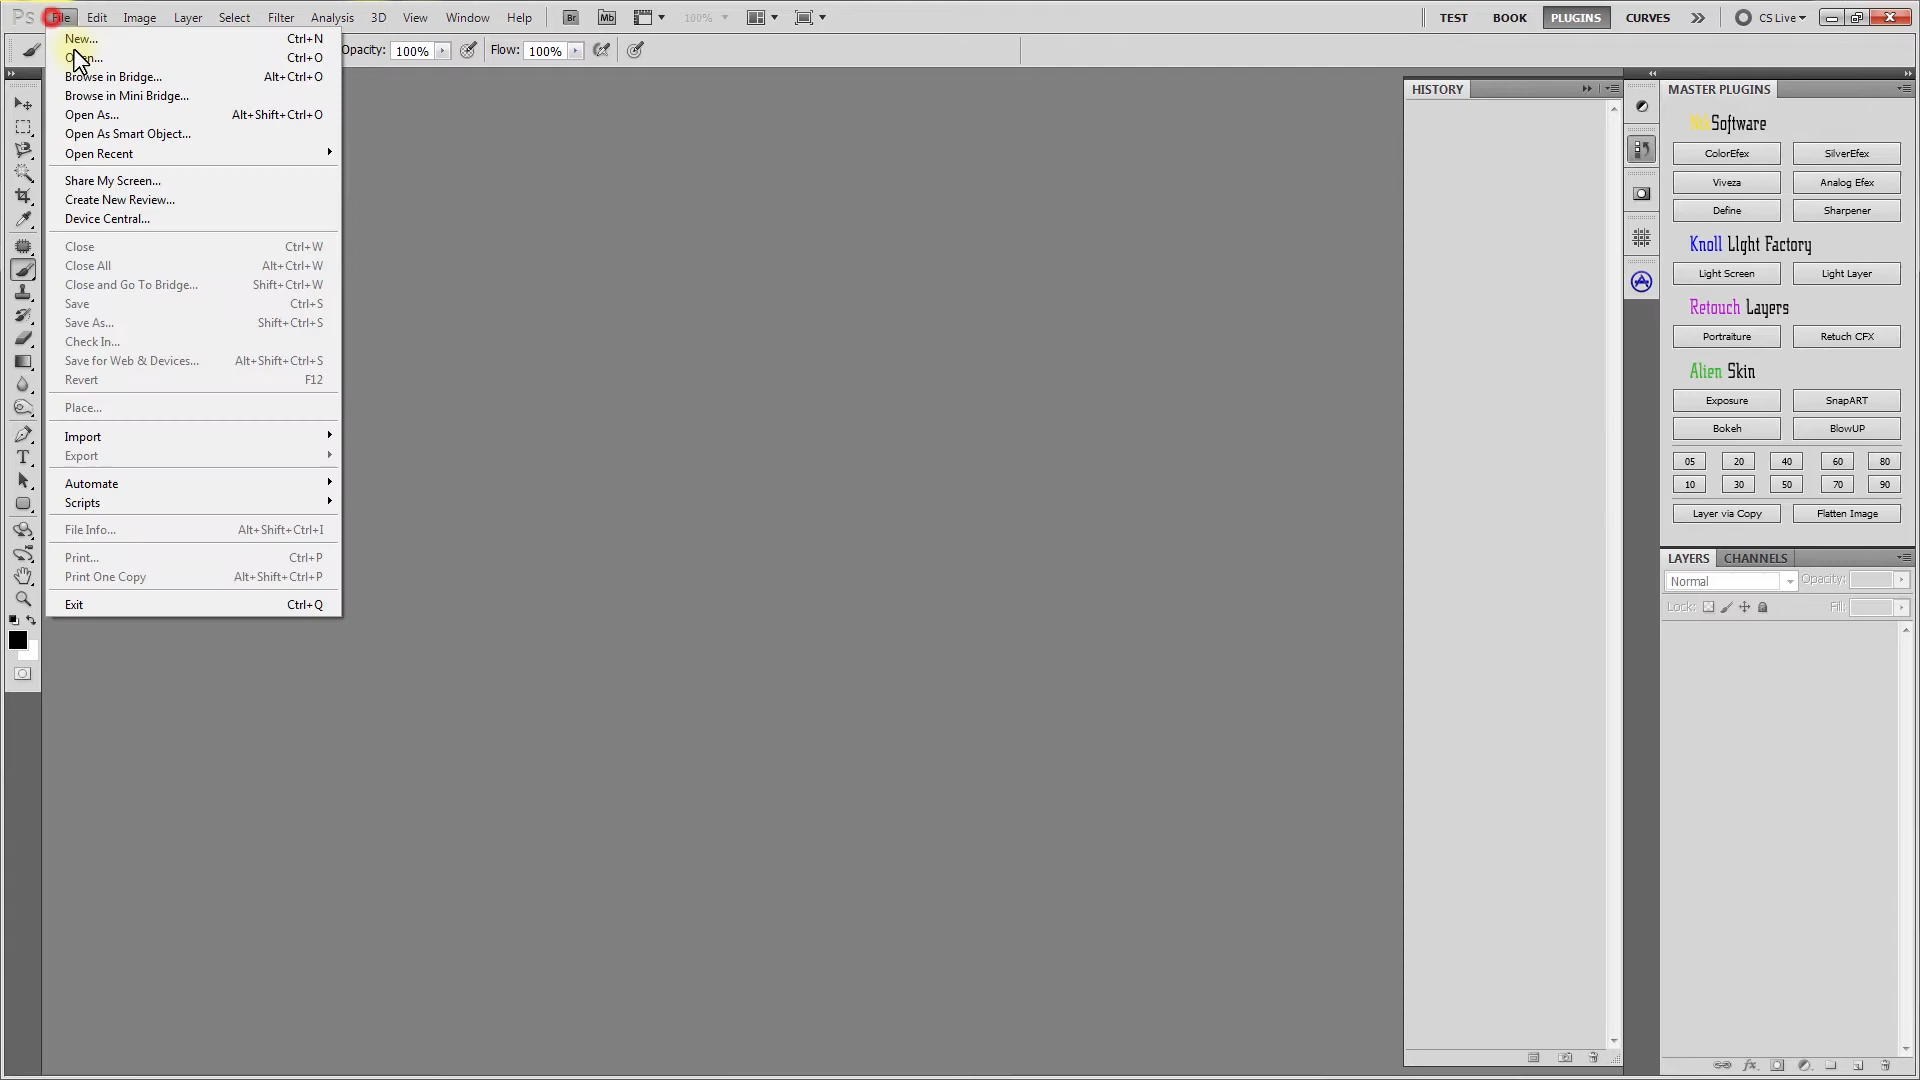 Ps File Edit Image Layer Select Filter Analysis 3D View Window Help Br Mb 100% TEST BOOK PLUGINS CURVES CS Live
Opacity: 100% Flow: 100%
New... Ctrl+N
Open... Ctrl+O
Browse in Bridge... Alt+Ctrl+O
Browse in Mini Bridge...
Open As... Alt+Shift+Ctrl+O
Open As Smart Object...
Open Recent
Share My Screen...
Create New Review...
Device Central...
Close Ctrl+W
Close All Alt+Ctrl+W
Close and Go To Bridge... Shift+Ctrl+W
Save Ctrl+S
Save As... Shift+Ctrl+S
Check In...
Save for Web & Devices... Alt+Shift+Ctrl+S
Revert F12
Place...
Import
Export
Automate
Scripts
File Info... Alt+Shift+Ctrl+I
Print... Ctrl+P
Print One Copy Alt+Shift+Ctrl+P
Exit Ctrl+Q
HISTORY
MASTER PLUGINS
NikSoftware
ColorEfex SilverEfex
Viveza Analog Efex
Define Sharpener
Knoll LIght Factory
Light Screen Light Layer
Retouch Layers
Portraiture Retuch CFX
Alien Skin
Exposure SnapART
Bokeh BlowUP
05 20 40 60 80
10 30 50 70 90
Layer via Copy Flatten Image
LAYERS CHANNELS
Normal Opacity:
Lock: Fill: